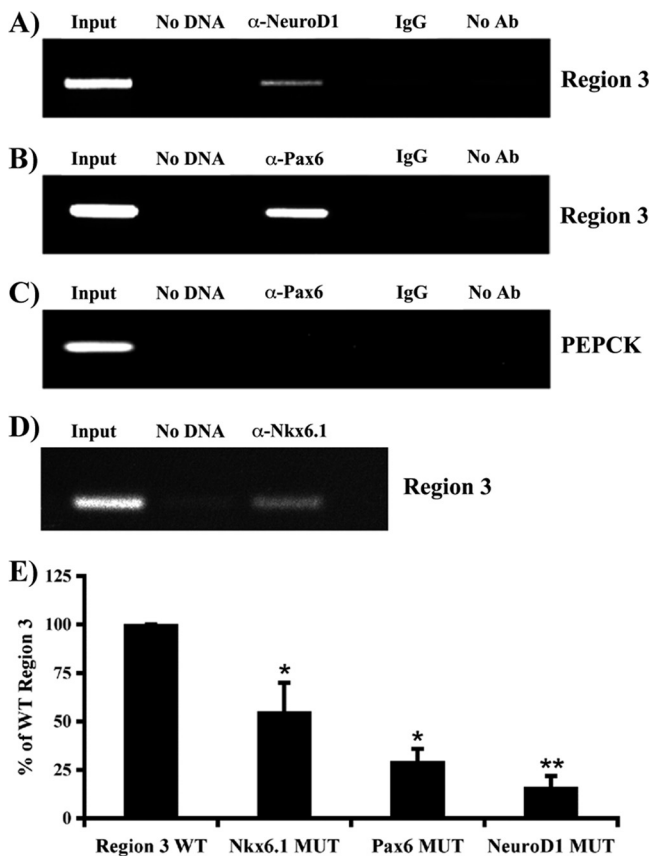 A) Input No DNA α-NeuroD1 IgG No Ab
Region 3
B) Input No DNA α-Pax6 IgG No Ab
Region 3
C) Input No DNA α-Pax6 IgG No Ab
PEPCK
D) Input No DNA α-Nkx6.1
Region 3
E)
% of WT Region 3
125
100
75
50
25
0
*
*
**
Region 3 WT Nkx6.1 MUT Pax6 MUT NeuroD1 MUT